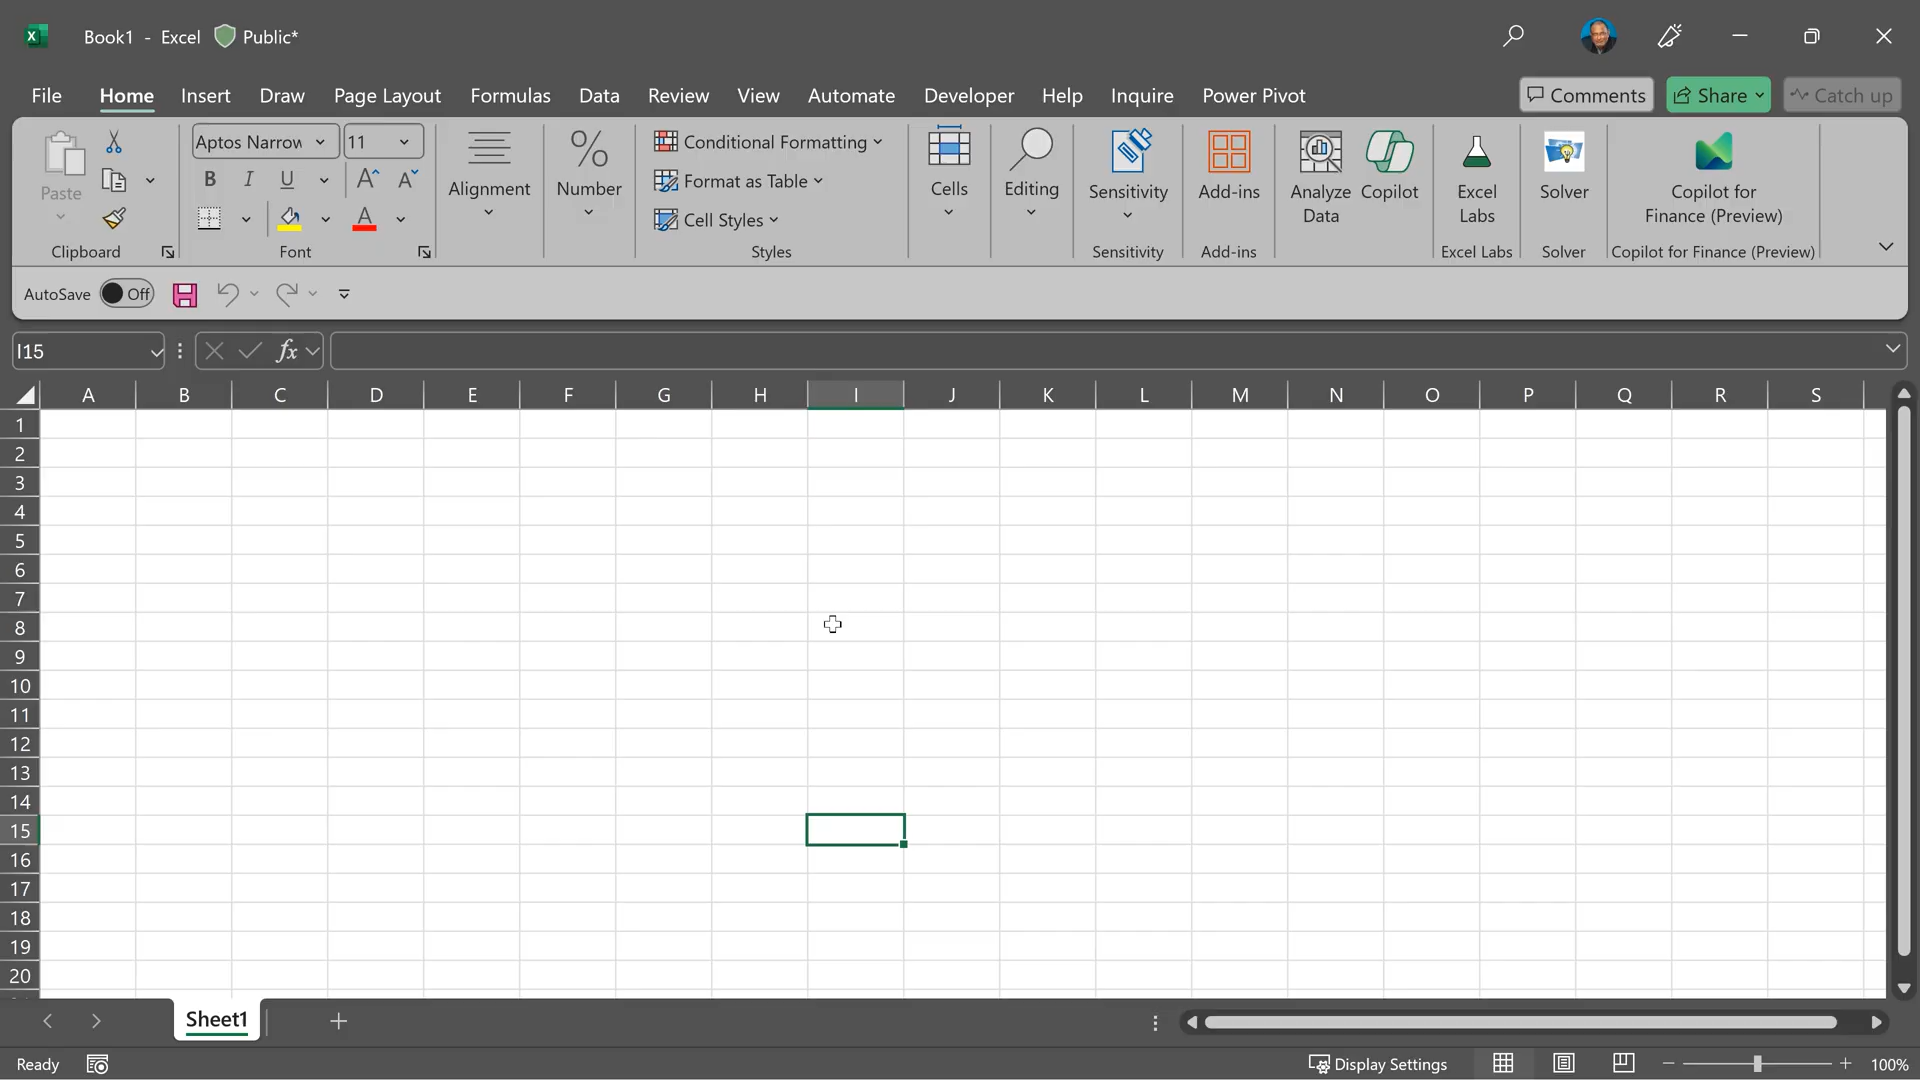 Book1 - Excel Public*
File Home Insert Draw Page Layout Formulas Data Review View Automate Developer Help Inquire Power Pivot Comments Share Catch up
Paste
Clipboard
Aptos Narrow 11
B I U A A
A
Font
Alignment
Number
Conditional Formatting
Format as Table
Cell Styles
Styles
Cells
Editing
Sensitivity
Sensitivity
Add-ins
Add-ins
Analyze
Data
Copilot
Excel
Labs
Excel Labs
Solver
Solver
Copilot for
Finance (Preview)
Copilot for Finance (Preview)
AutoSave Off
I15 fx
A B C D E F G H I J K L M N O P Q R S
1
2
3
4
5
6
7
8
9
10
11
12
13
14
15
16
17
18
19
20
Sheet1
Ready Display Settings 100%